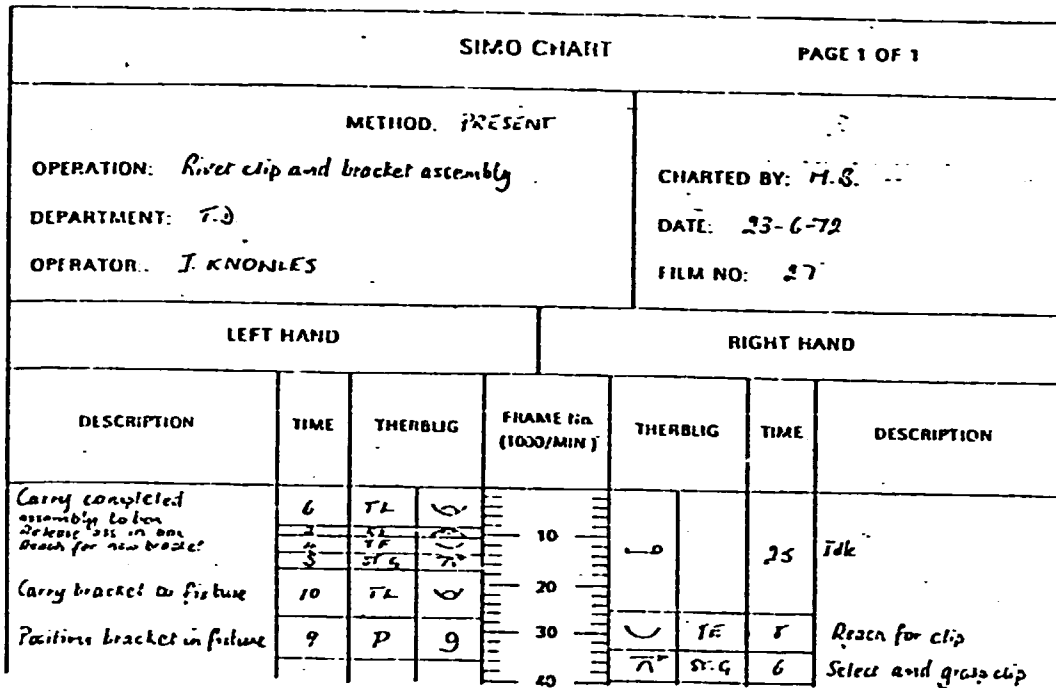 SIMO CHART PAGE 1 OF 1
METHOD. PRESENT
OPERATION: Rivet clip and bracket assembly
CHARTED BY: M.S.
DEPARTMENT: T.D
DATE: 23-6-72
OPERATOR.. J. KNOWLES
FILM NO: 27
LEFT HAND RIGHT HAND
DESCRIPTION TIME THERBLIG FRAME No. (1000/MIN) THERBLIG TIME DESCRIPTION
Carry completed 6 TL
assembly to box
Release ass in box
Reach for new bracket
10
25 Idle
20
Carry bracket to fixture 10 TL
Position bracket in fixture 9 P 9
30
TE Reach for clip
St.G 6 Select and grasp clip
40